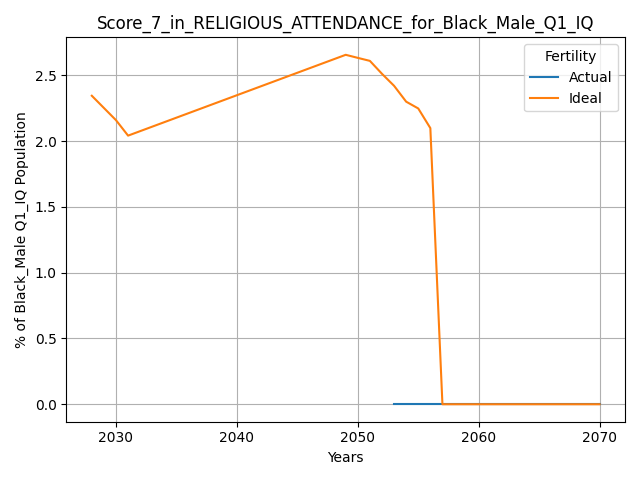 Score_7_in_RELIGIOUS_ATTENDANCE_for_Black_Male_Q1_IQ
Fertility
Actual
Ideal
% of Black_Male Q1_IQ Population
2.5
2.0
1.5
1.0
0.5
0.0
2030 2040 2050 2060 2070
Years